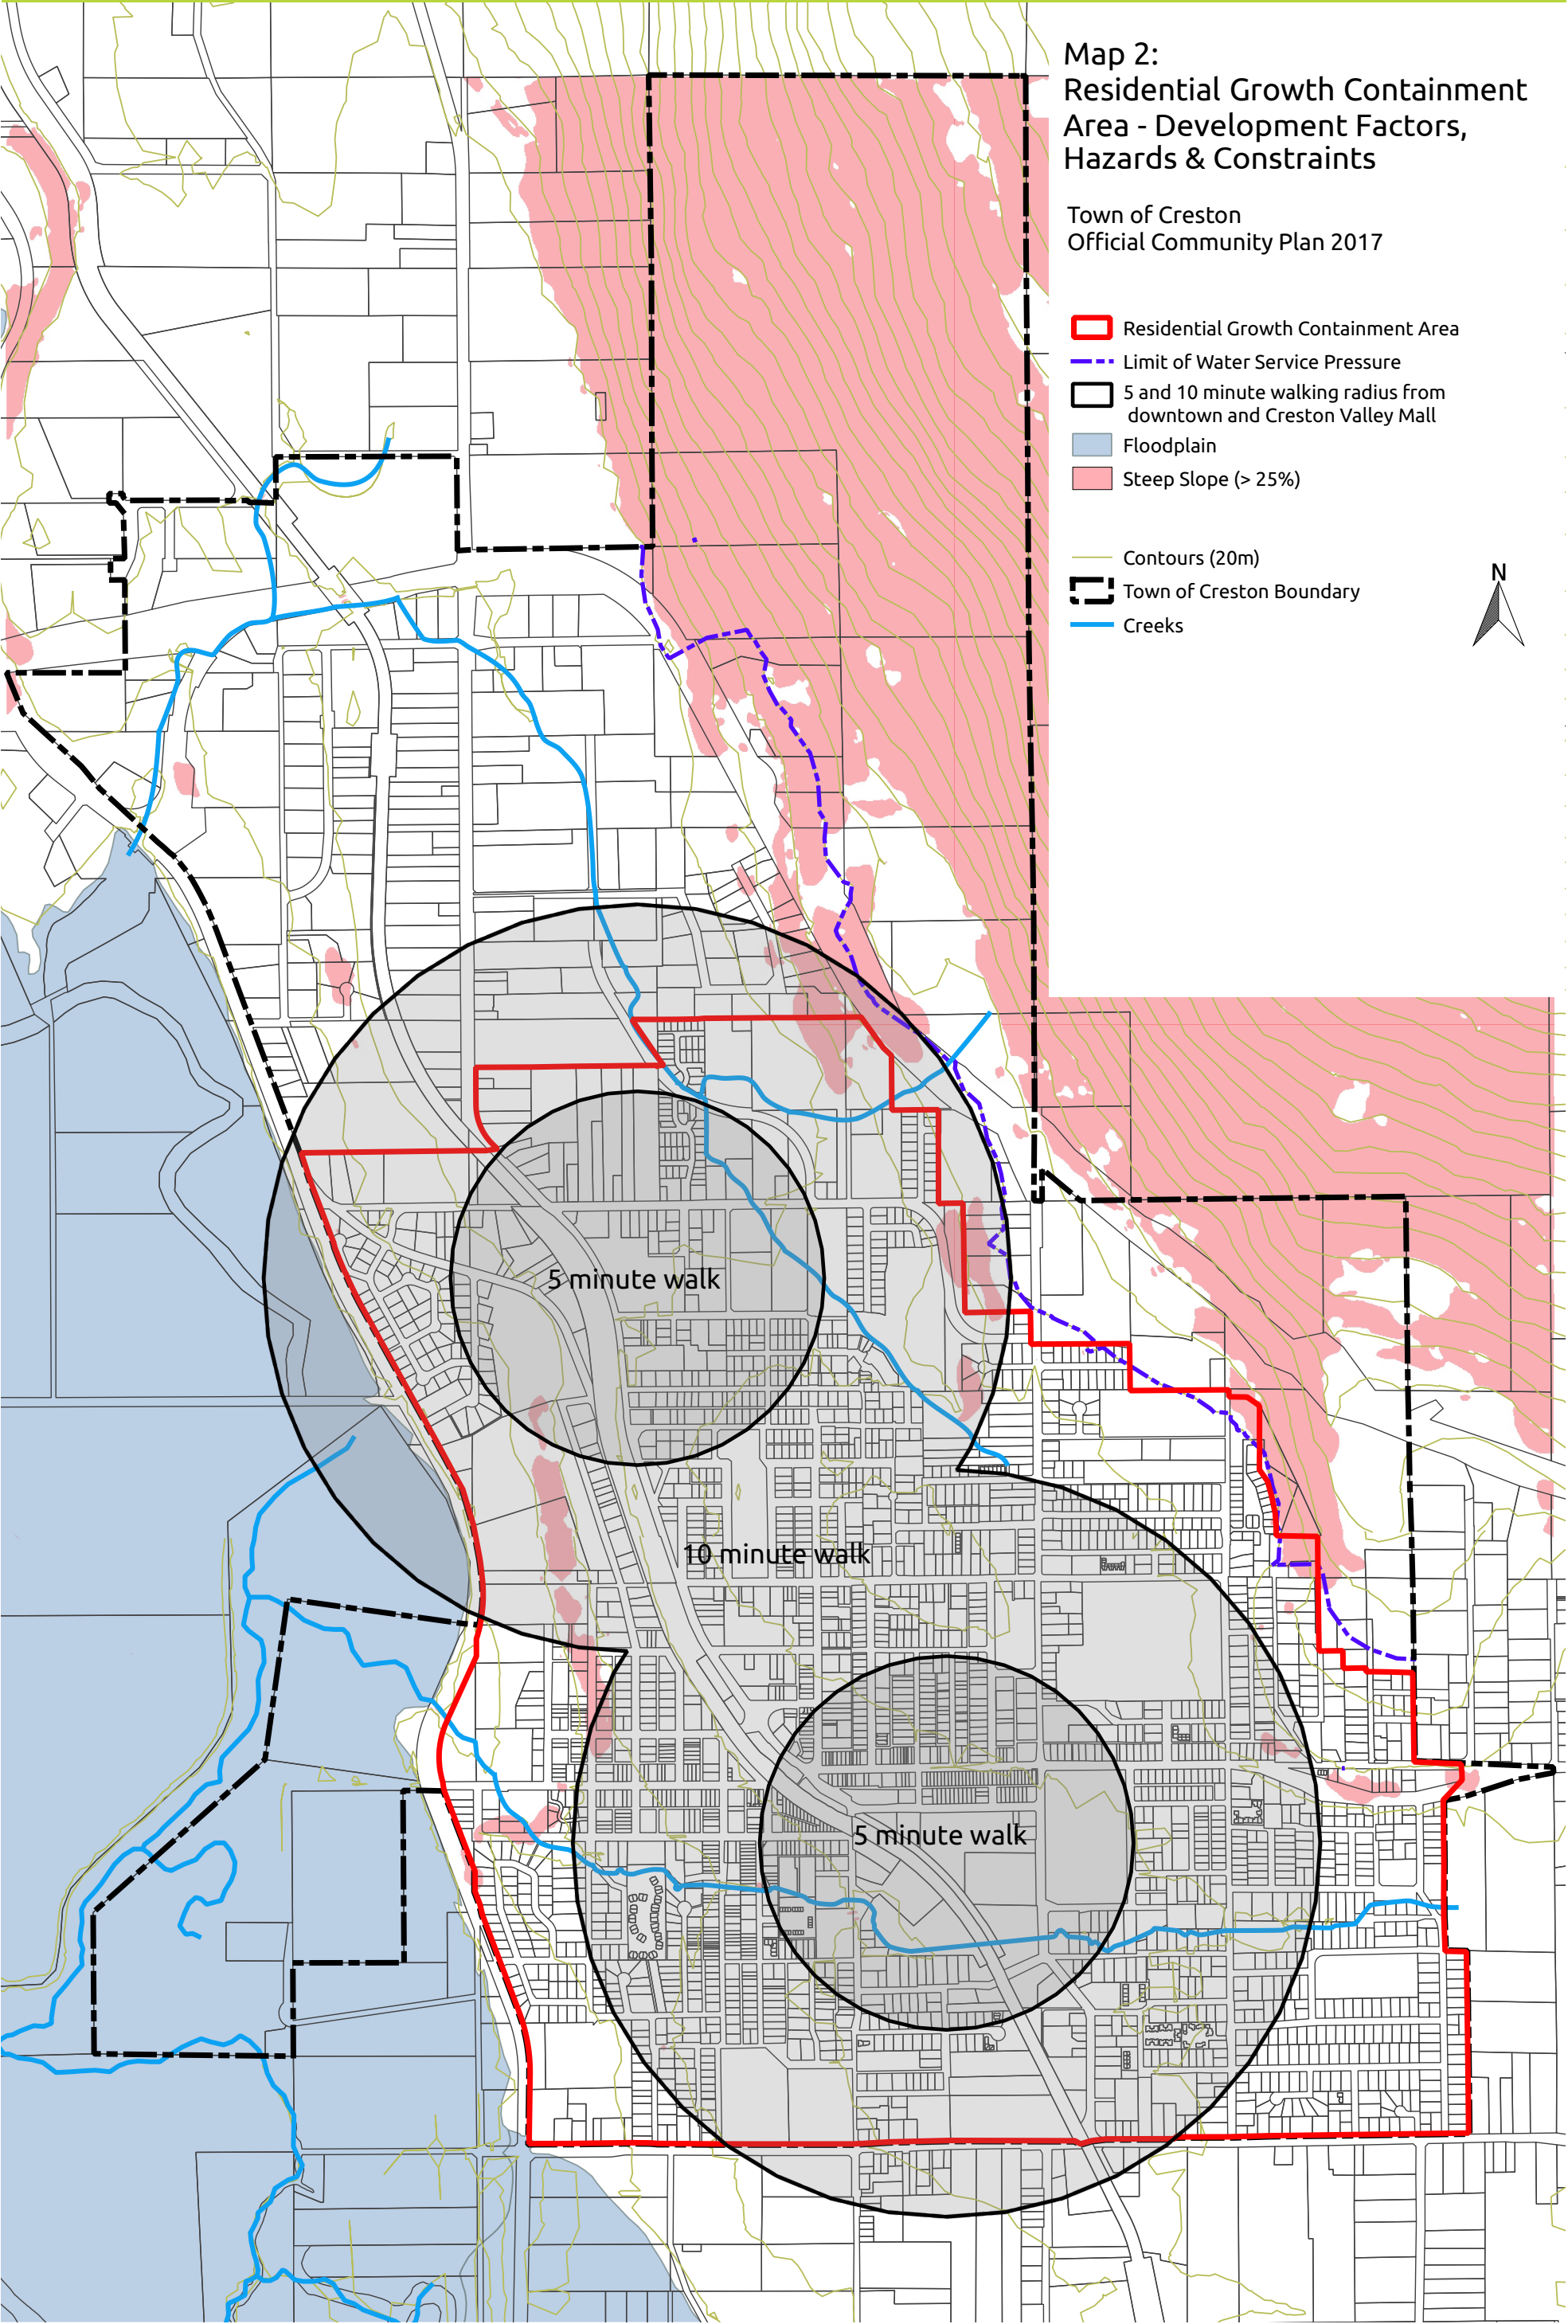 Map 2:
Residential Growth Containment
Area - Development Factors,
Hazards & Constraints
Town of Creston
Official Community Plan 2017
Residential Growth Containment Area
Limit of Water Service Pressure
5 and 10 minute walking radius from
downtown and Creston Valley Mall
Floodplain
Steep Slope (> 25%)
Contours (20m)
Town of Creston Boundary
Creeks
N
5 minute walk
10 minute walk
5 minute walk